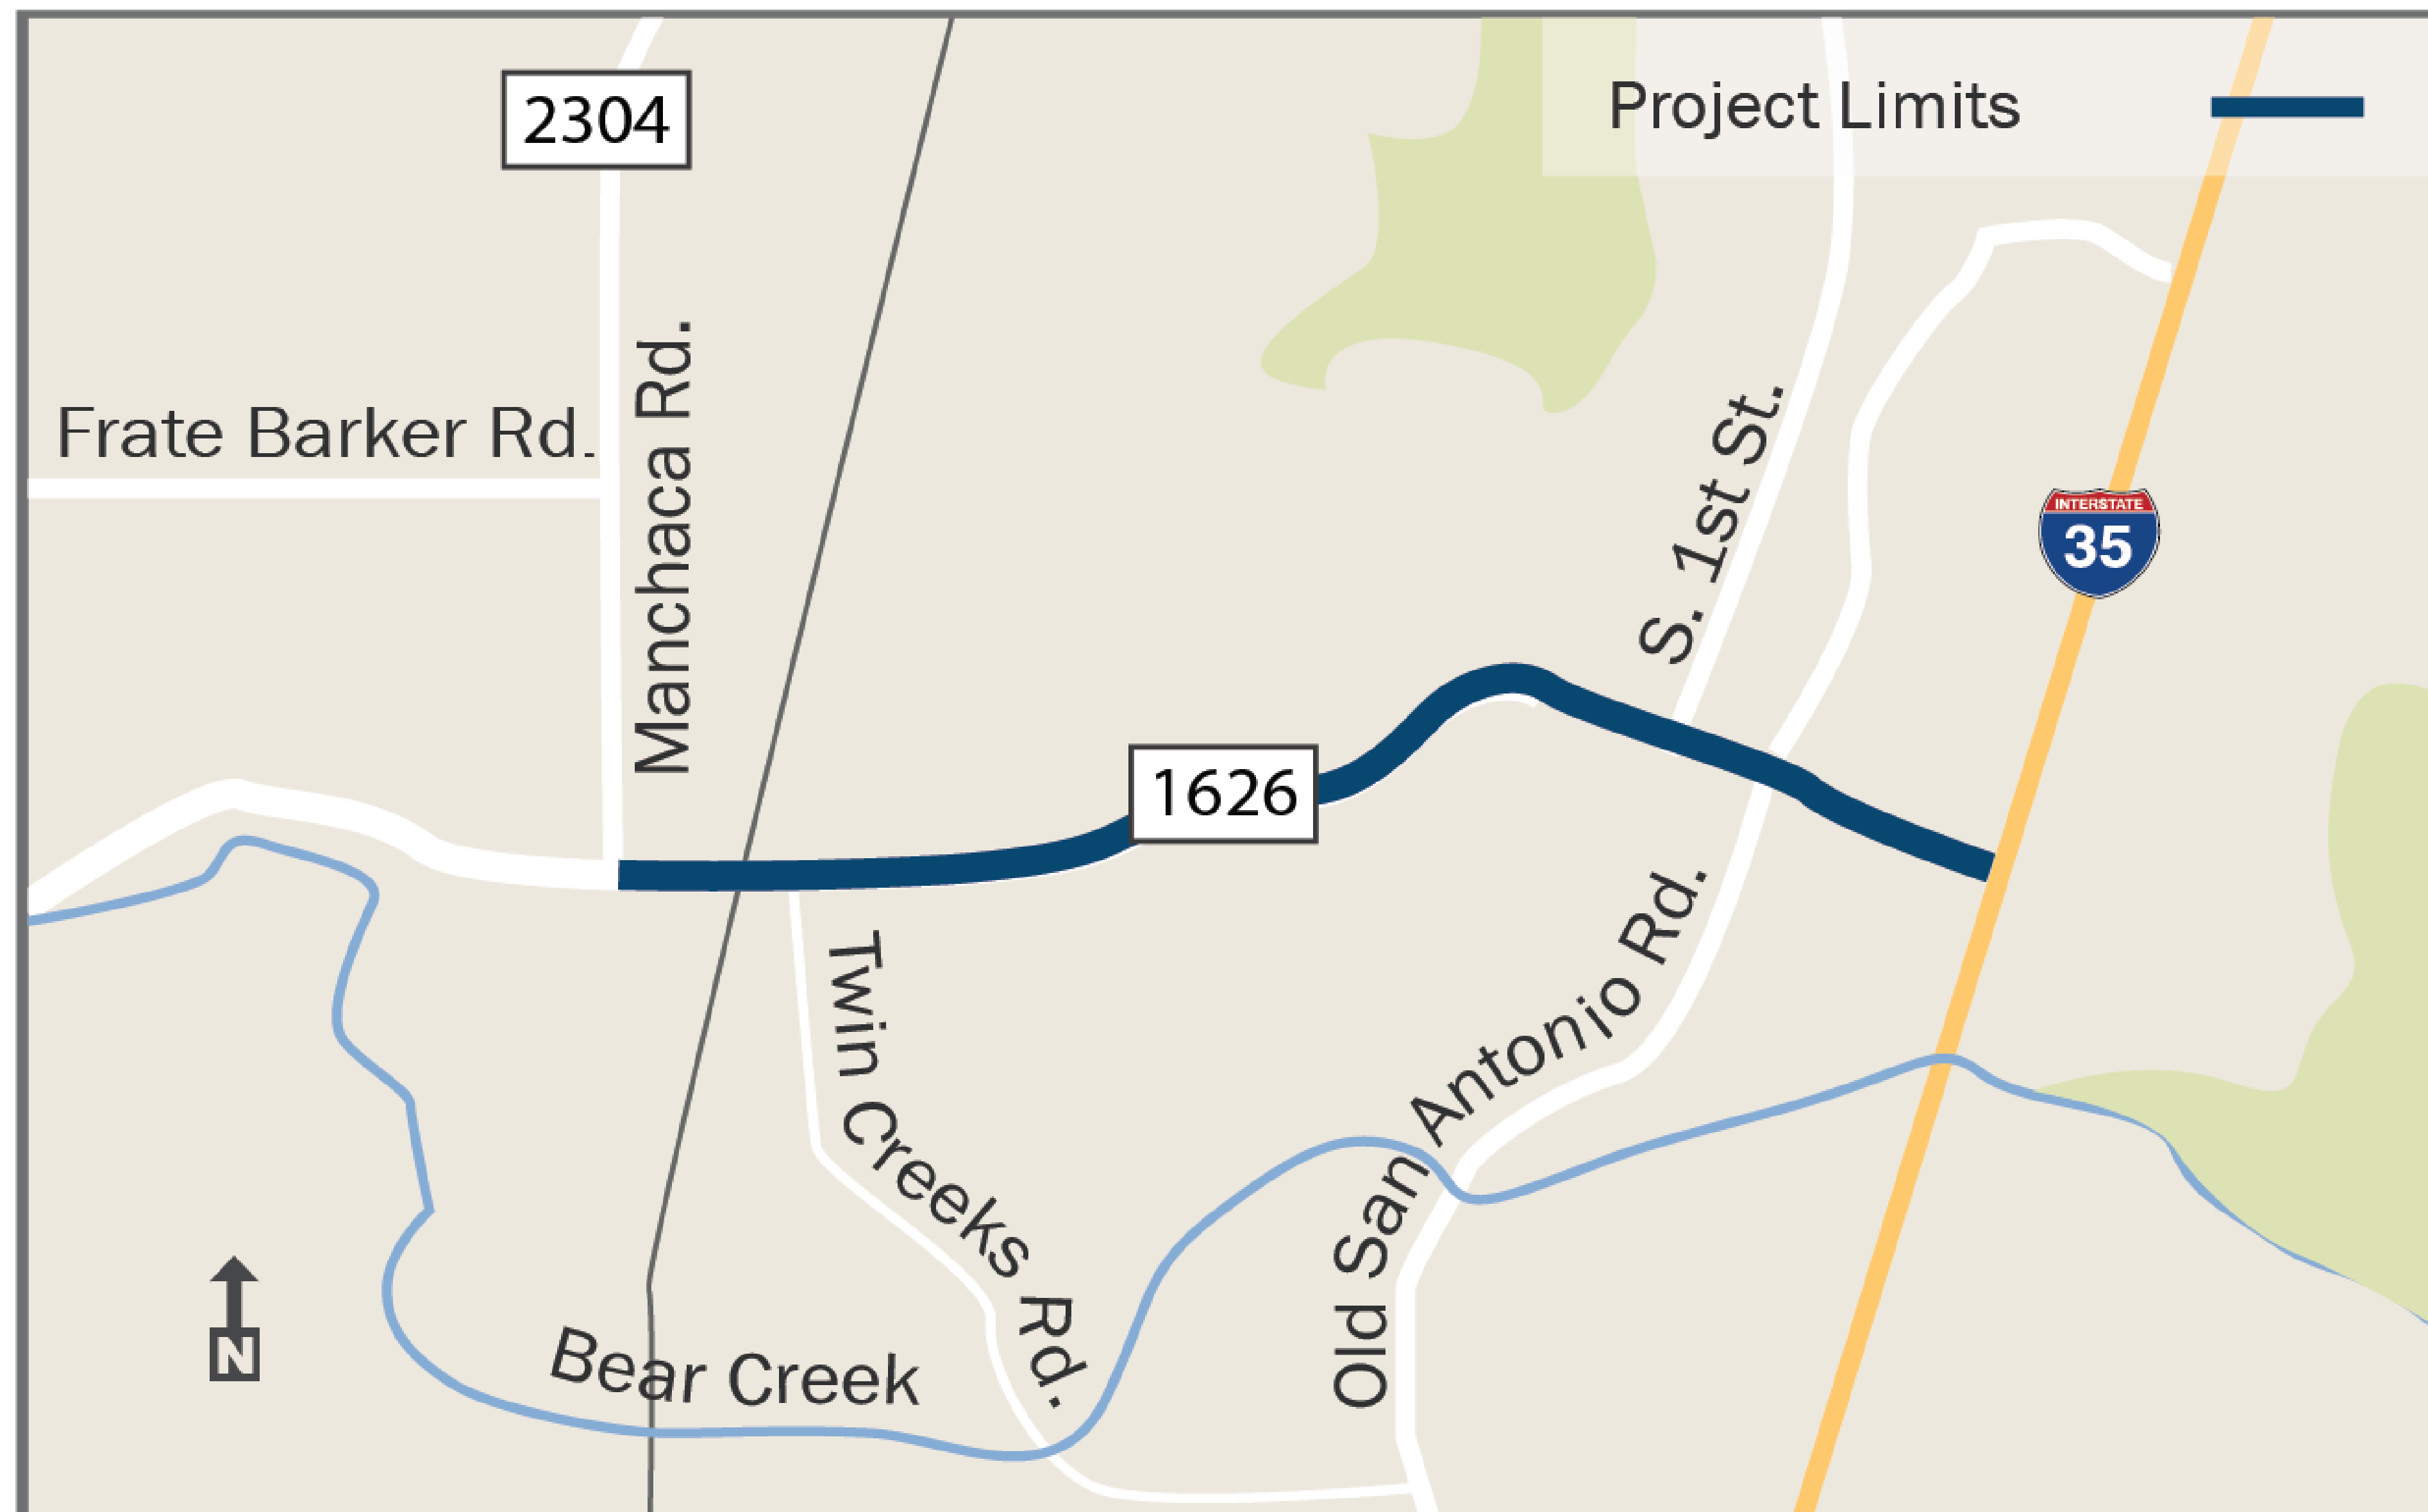 2304
Project Limits
Frate Barker Rd.
Manchaca Rd.
S. 1st St.
INTERSTATE
35
1626
Twin Creeks Rd.
Old San Antonio Rd.
Bear Creek
N